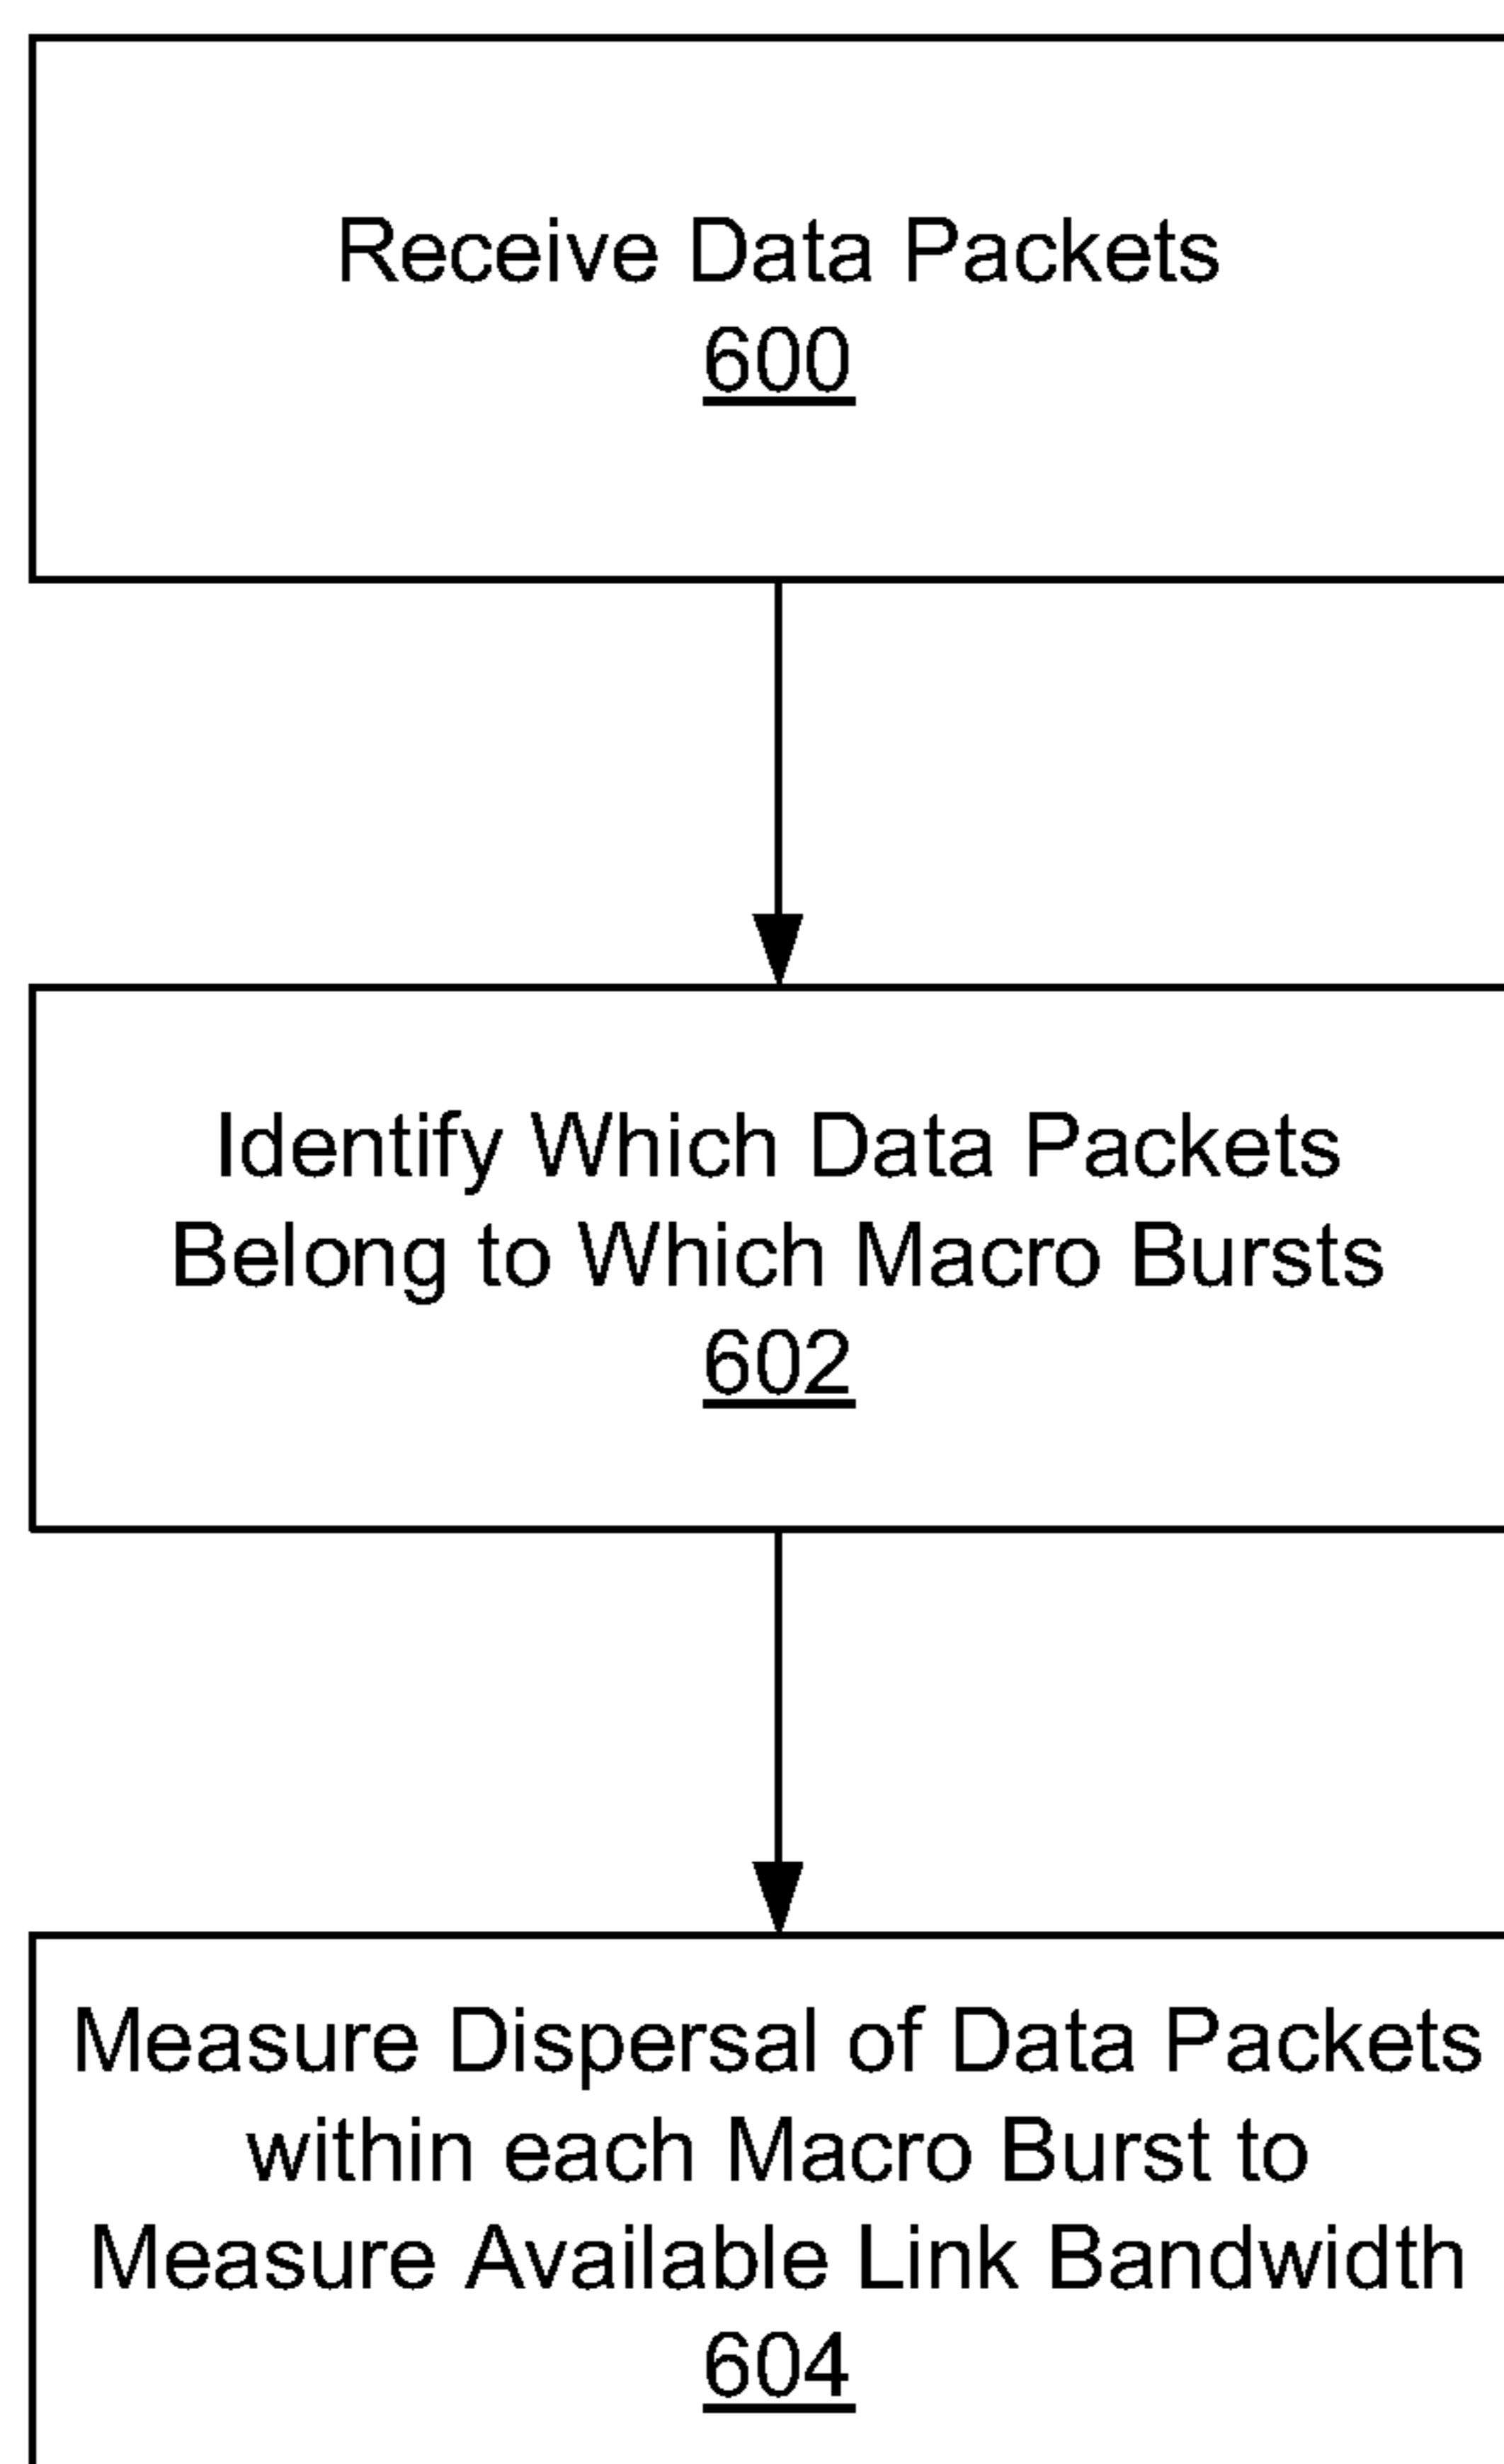 Receive Data Packets
600
Identify Which Data Packets
Belong to Which Macro Bursts
602
Measure Dispersal of Data Packets
within each Macro Burst to
Measure Available Link Bandwidth
604